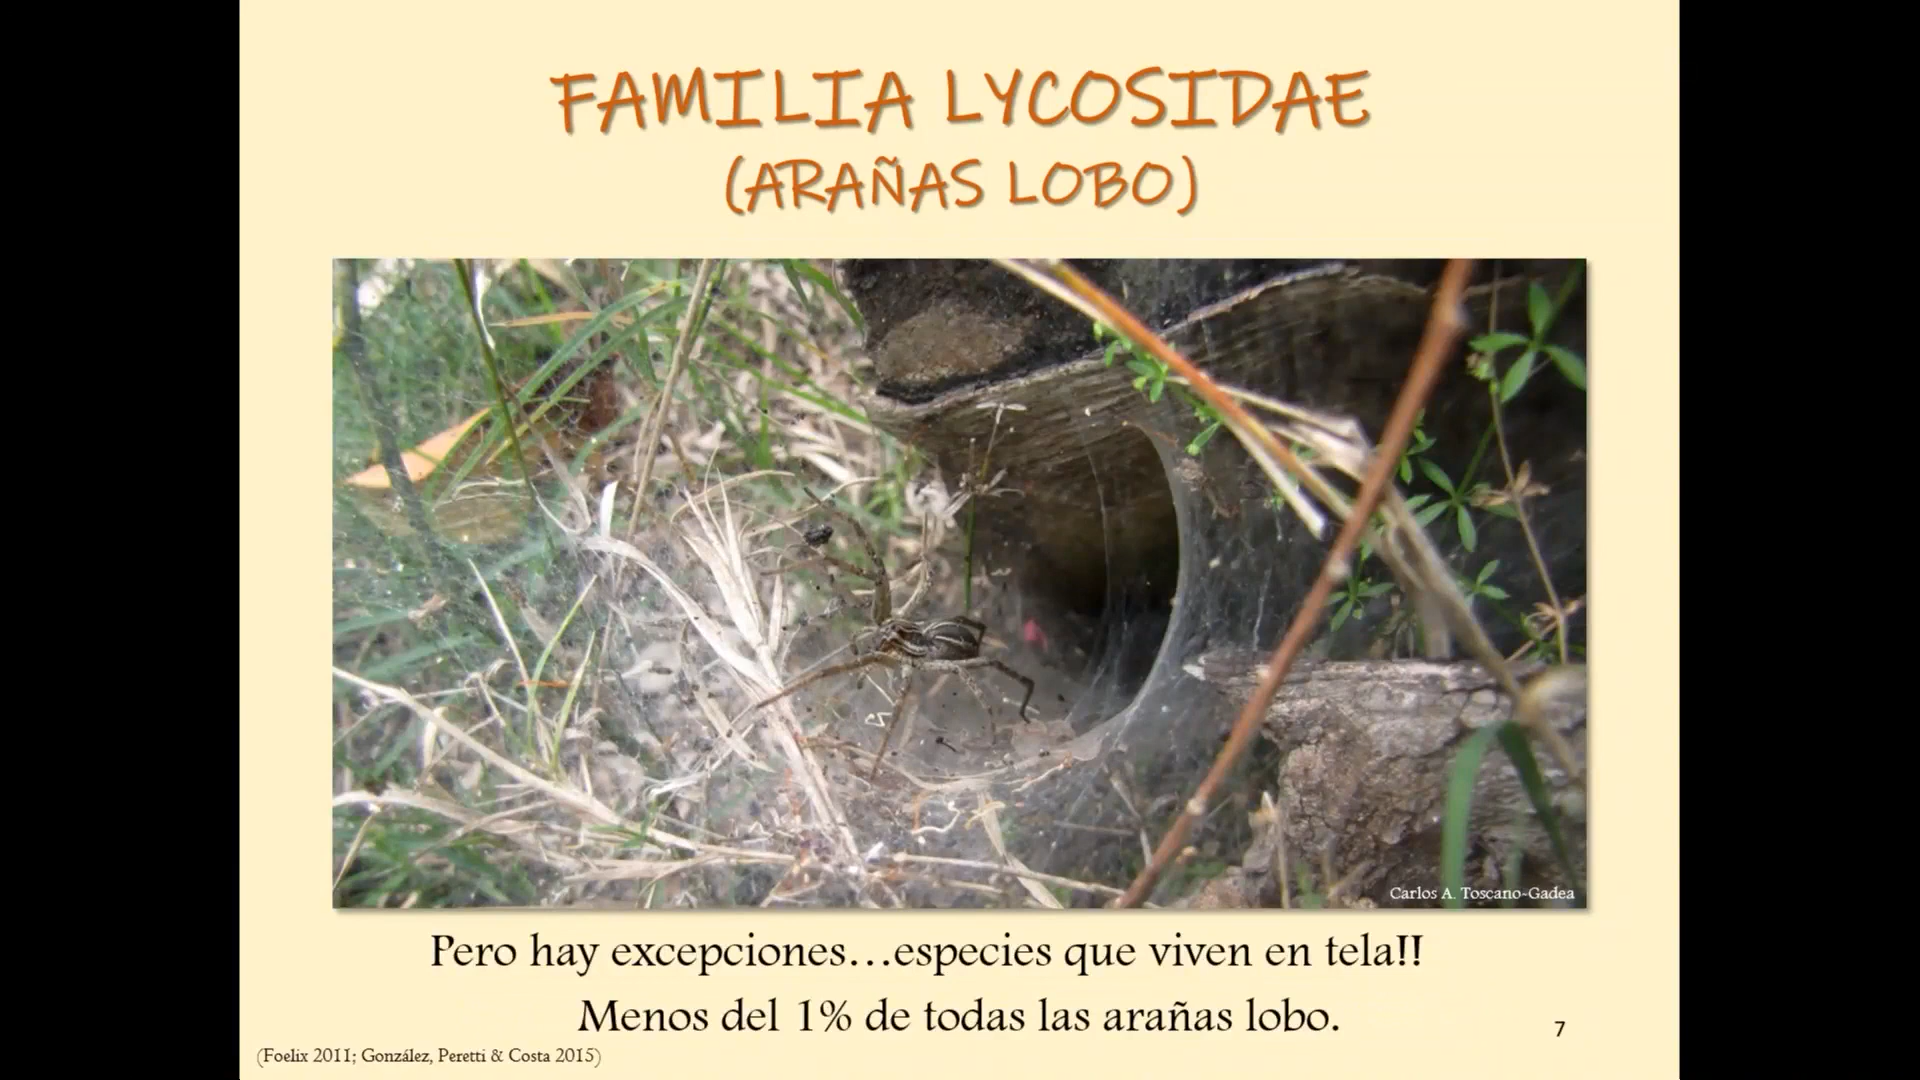 FAMILIA LYCOSIDAE
(ARAÑAS LOBO)
Carlos A. Toscano-Gadea
Pero hay excepciones...especies que viven en tela!!
Menos del 1% de todas las arañas lobo.
7
(Foelix 2011; González, Peretti & Costa 2015)